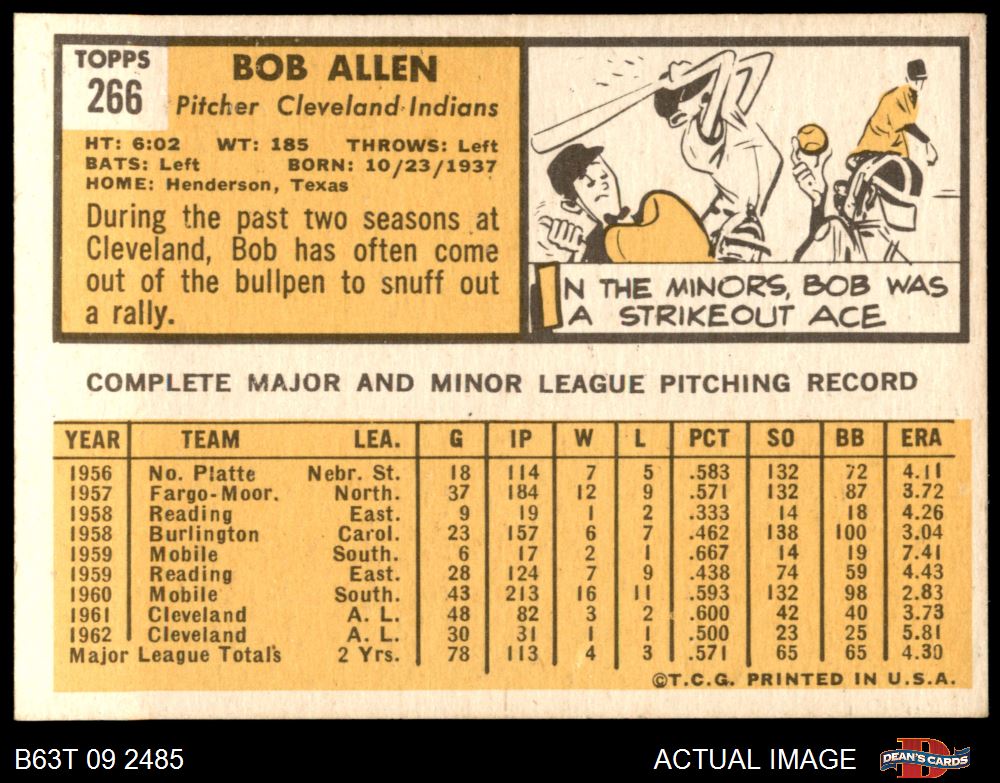 TOPPS
266
BOB ALLEN
Pitcher Cleveland Indians
HT: 6:02 WT: 185 THROWS: Left
BATS: Left BORN: 10/23/1937
HOME: Henderson, Texas
During the past two seasons at
Cleveland, Bob has often come
out of the bullpen to snuff out
a rally.
IN THE MINORS, BOB WAS
A STRIKEOUT ACE
COMPLETE MAJOR AND MINOR LEAGUE PITCHING RECORD
YEAR TEAM LEA. G IP W L PCT SO BB ERA
1956 No. Platte Nebr. St. 18 114 7 5 .583 132 72 4.11
1957 Fargo-Moor. North. 37 184 12 9 .571 132 87 3.72
1958 Reading East. 9 19 1 2 .333 14 18 4.26
1958 Burlington Carol. 23 157 6 7 .462 138 100 3.04
1959 Mobile South. 6 17 2 1 .667 14 19 7.41
1959 Reading East. 28 124 7 9 .438 74 59 4.43
1960 Mobile South. 43 213 16 11 .593 132 98 2.83
1961 Cleveland A. L. 48 82 3 2 .600 42 40 3.73
1962 Cleveland A. L. 30 31 1 1 .500 23 25 5.81
Major League Totals 2 Yrs. 78 113 4 3 .571 65 65 4.30
©T.C.G. PRINTED IN U.S.A.
B63T 09 2485 ACTUAL IMAGE DEAN'S CARDS